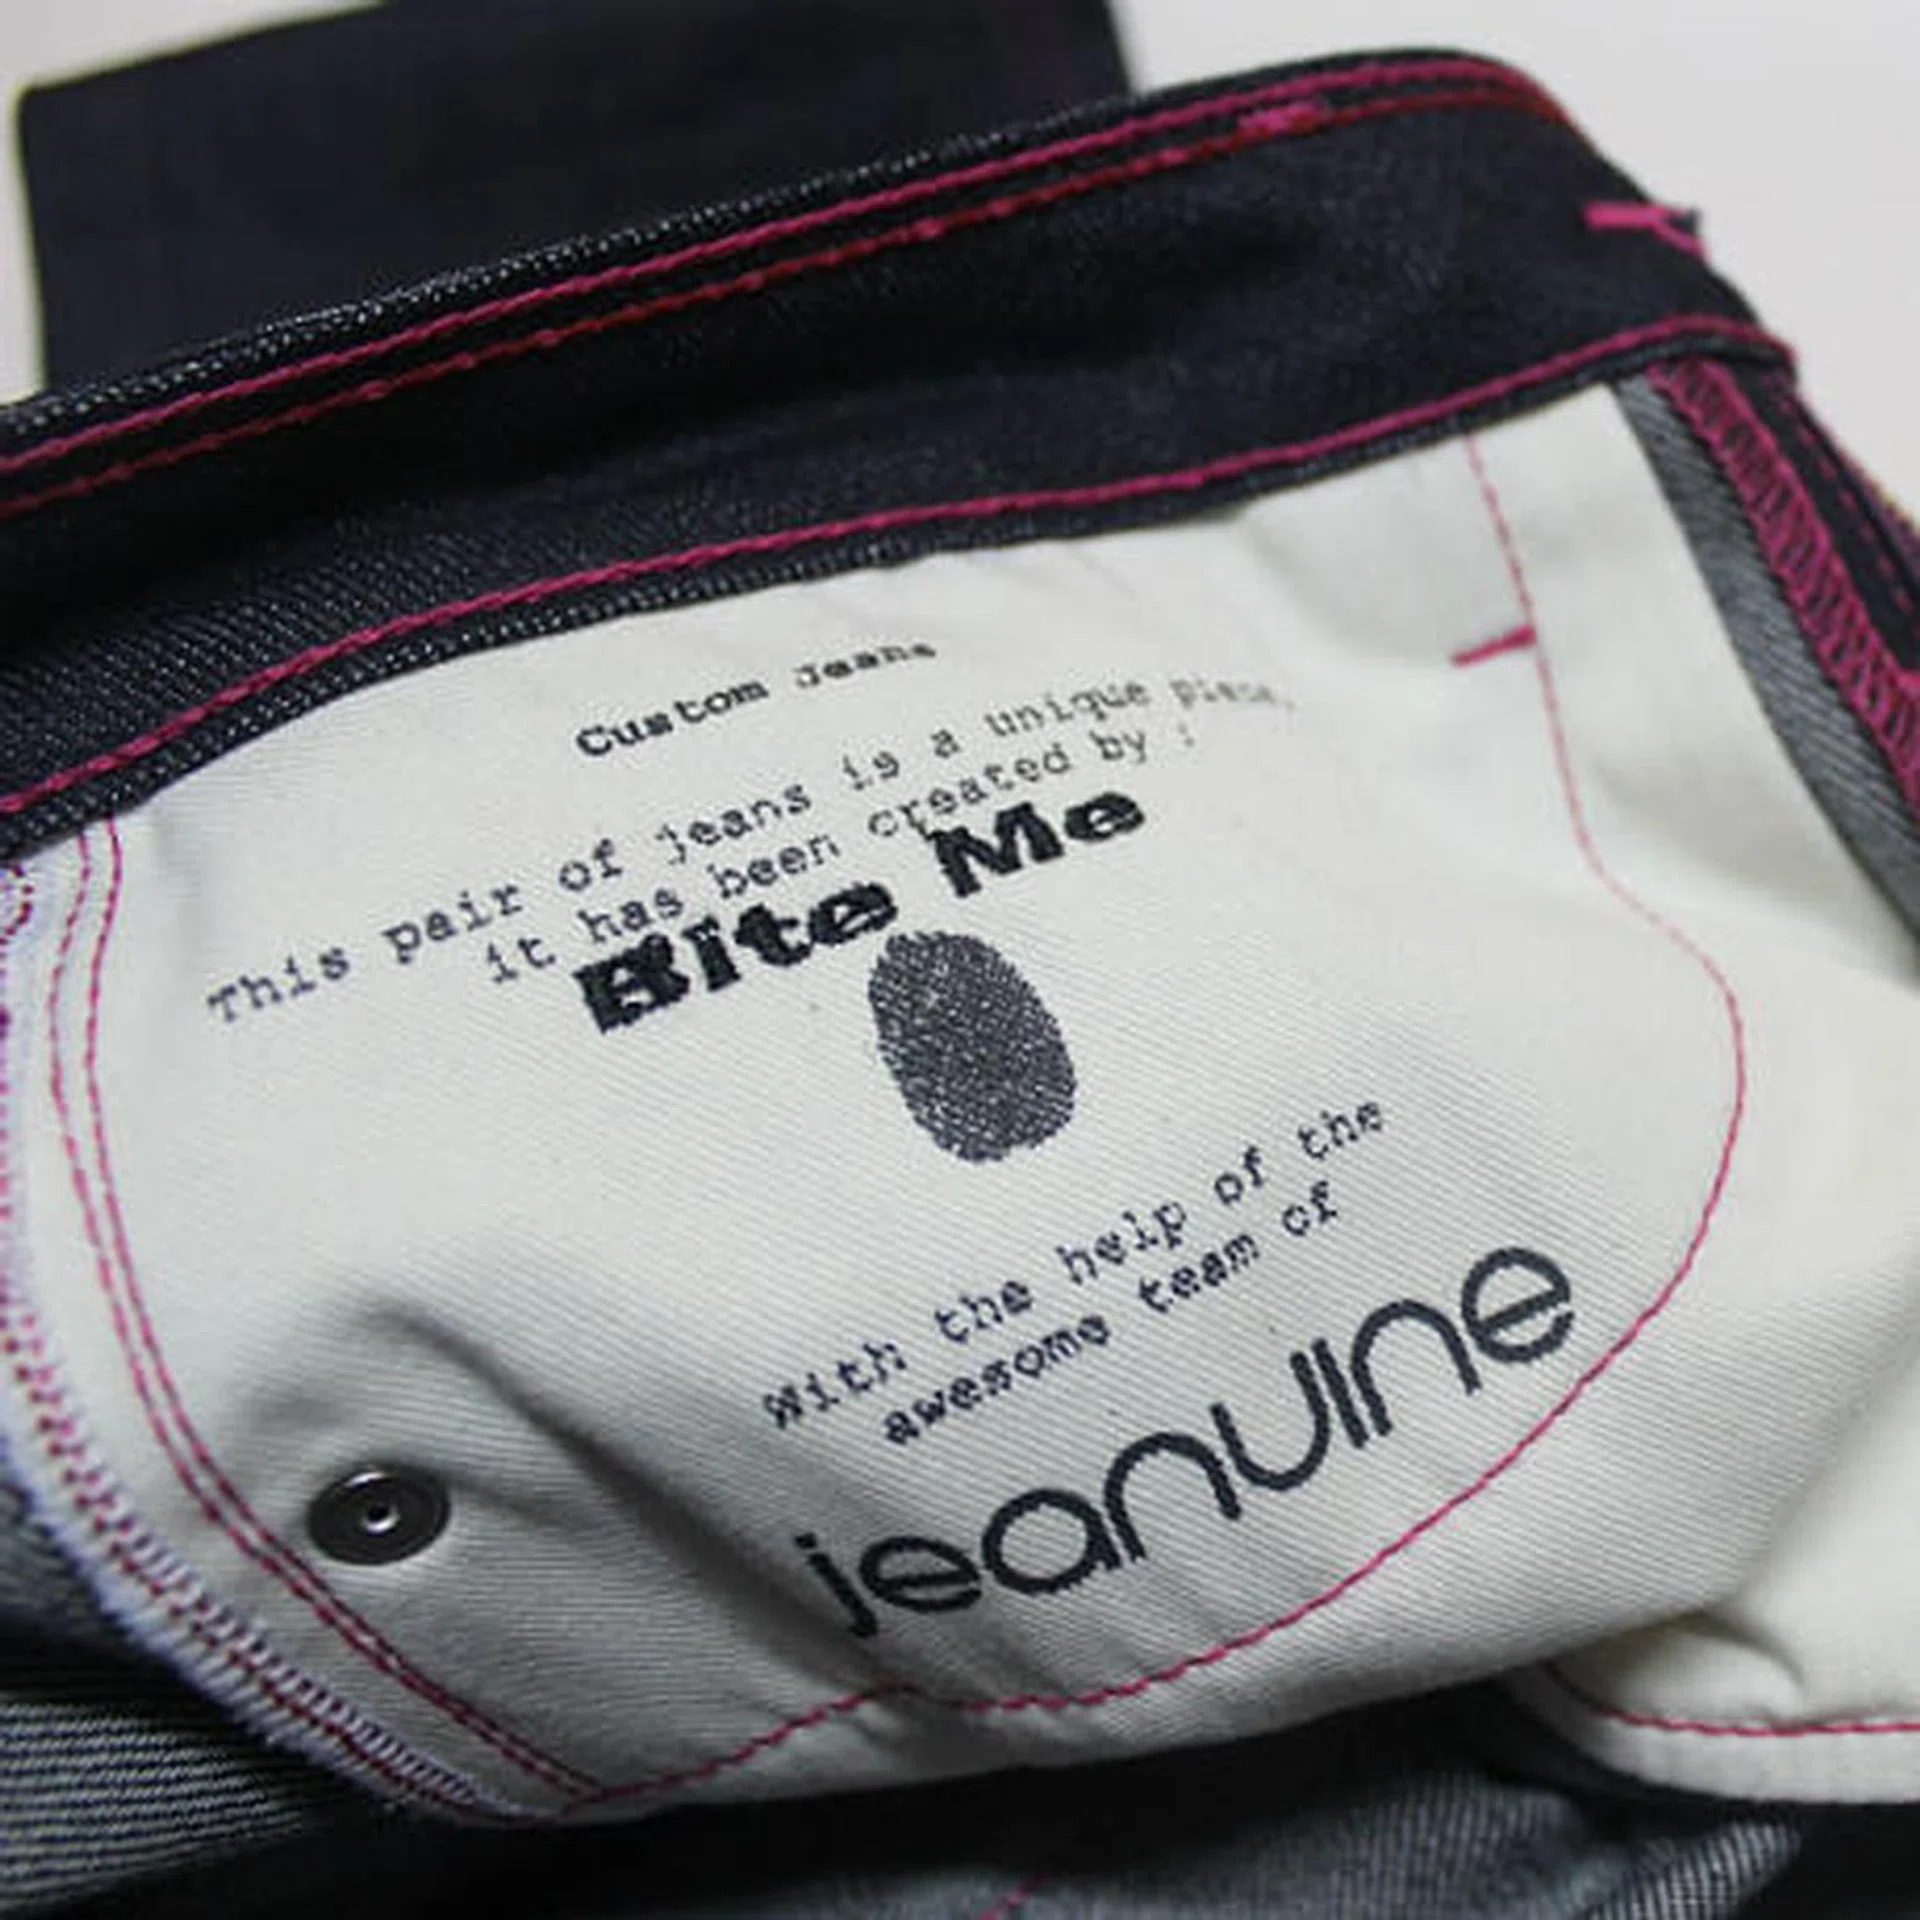 Custom Jeans
This pair of jeans is a unique piece,
it has been created by :
Bite Me
With the help of the
awesome team of
jeanuine